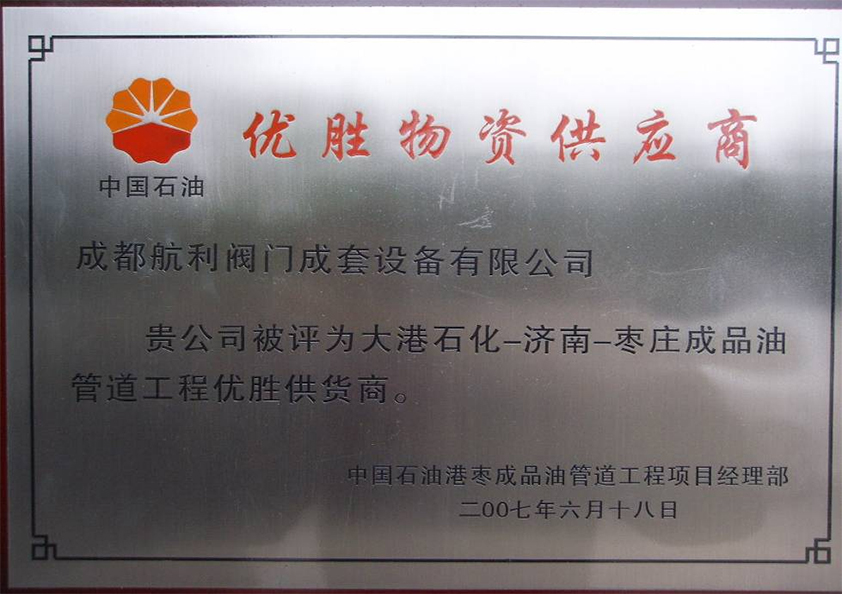 优胜物资供应商
中国石油
成都航利阀门成套设备有限公司
贵公司被评为大港石化–济南–枣庄成品油
管道工程优胜供货商。
中国石油港枣成品油管道工程项目经理部
二00七年六月十八日